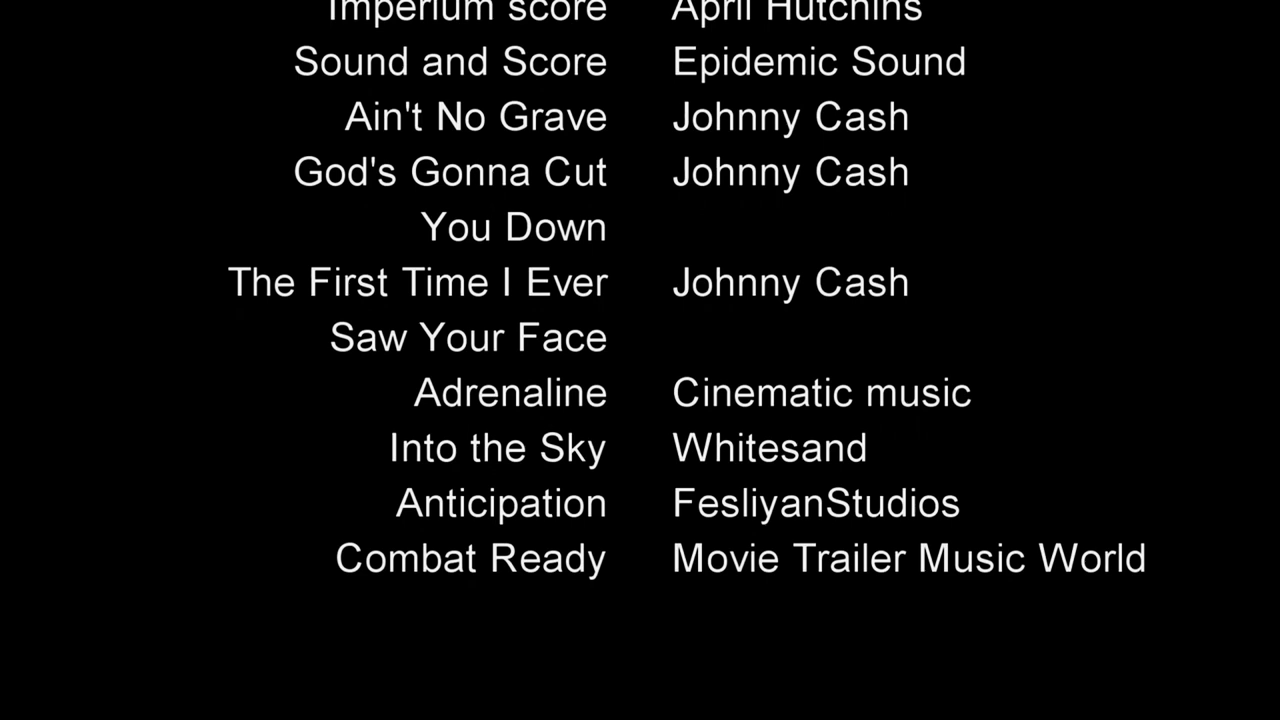 Imperium score April Hutchins
Sound and Score Epidemic Sound
Ain't No Grave Johnny Cash
God's Gonna Cut Johnny Cash
You Down
The First Time I Ever Johnny Cash
Saw Your Face
Adrenaline Cinematic music
Into the Sky Whitesand
Anticipation FesliyanStudios
Combat Ready Movie Trailer Music World